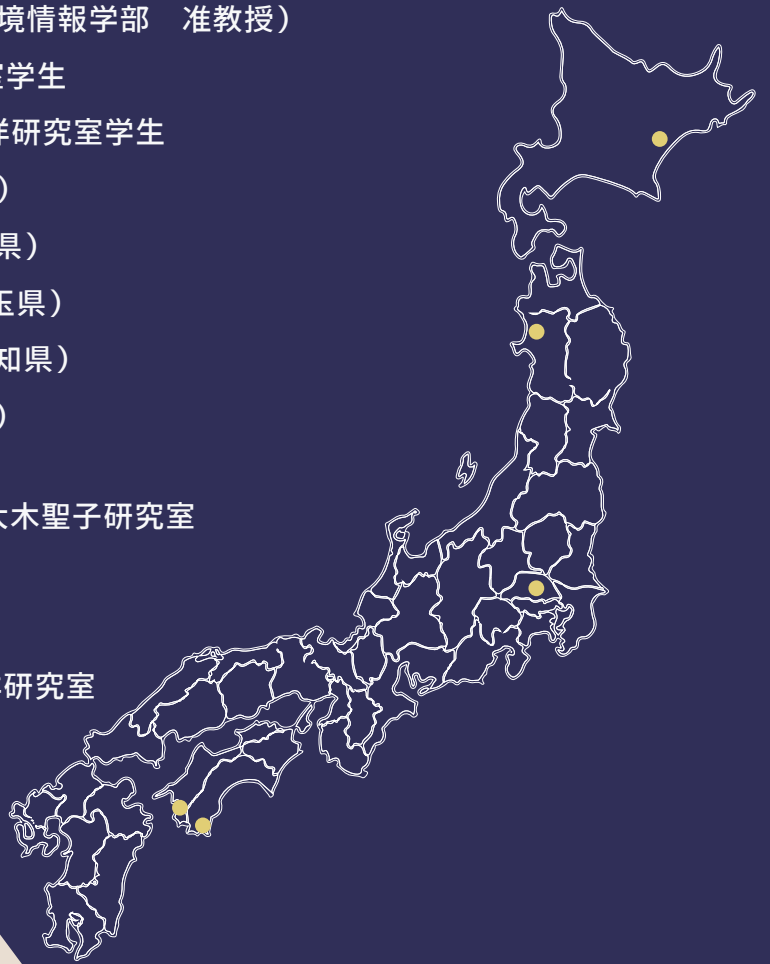 境情報学部　准教授）
学生
研究室学生
）
県）
玉県）
知県）
）
木聖子研究室
研究室